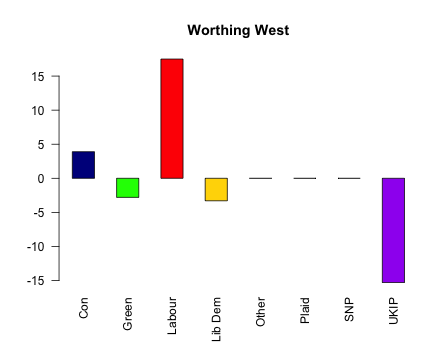 Worthing West
15
10
5
0
-5
-10
-15
Con
Green
Labour
Lib Dem
Other
Plaid
SNP
UKIP